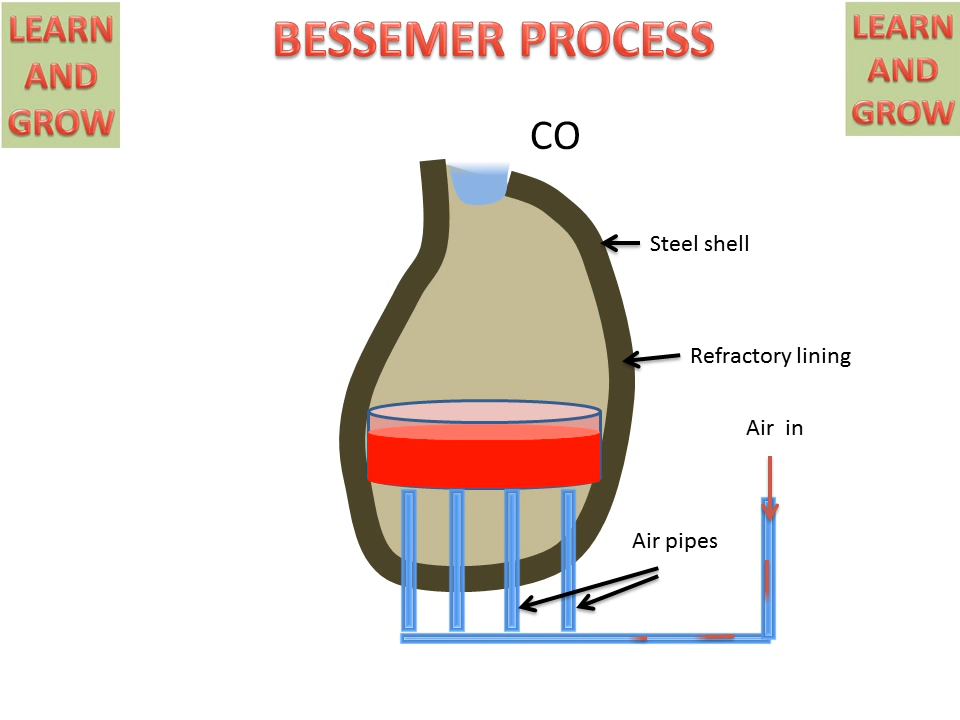 LEARN
AND
GROW
BESSEMER PROCESS
LEARN
AND
GROW
CO
Steel shell
Refractory lining
Air in
Air pipes